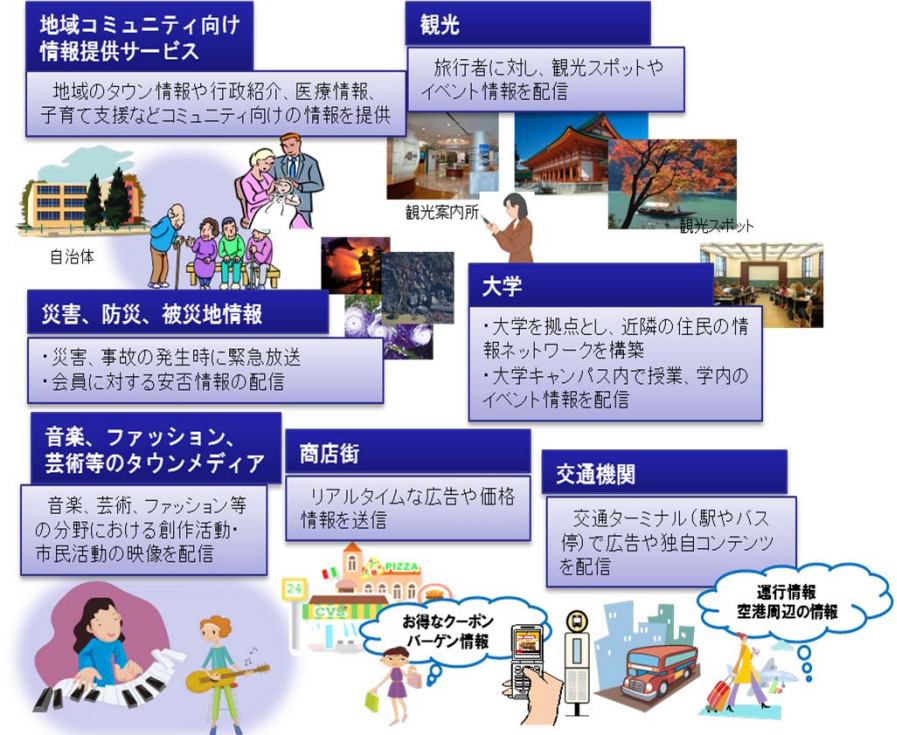 地域コミュニティ向け
情報提供サービス
地域のタウン情報や行政紹介、医療情報、
子育て支援などコミュニティ向けの情報を提供
自治体
観光
旅行者に対し、観光スポットや
イベント情報を配信
観光案内所
観光スポット
災害、防災、被災地情報
・災害、事故の発生時に緊急放送
・会員に対する安否情報の配信
大学
・大学を拠点とし、近隣の住民の情
報ネットワークを構築
・大学キャンパス内で授業、学内の
イベント情報を配信
音楽、ファッション、
芸術等のタウンメディア
音楽、芸術、ファッション等
の分野における創作活動・
市民活動の映像を配信
商店街
リアルタイムな広告や価格
情報を送信
PIZZA
24
CVS
お得なクーポン
バーゲン情報
交通機関
交通ターミナル(駅やバス
停)で広告や独自コンテンツ
を配信
運行情報
空港周辺の情報